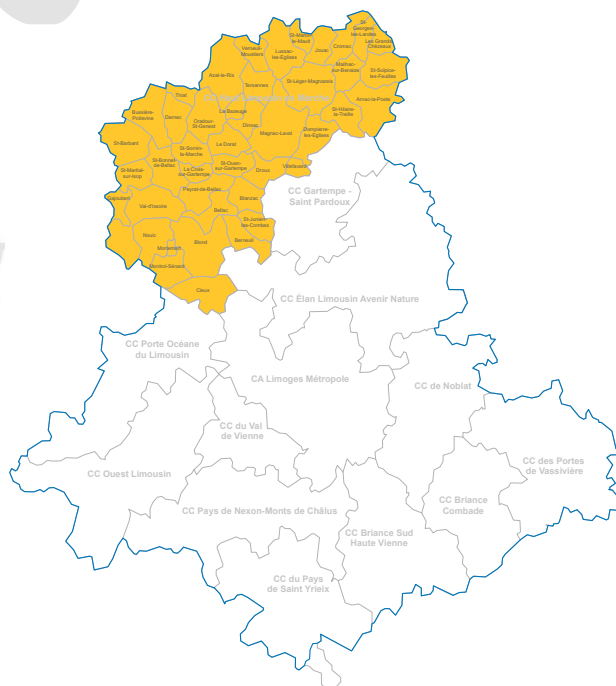 St-
Georges-
les-Landes
St-Martin-
le-Mault
Les Grands
Chézeaux
Verneuil-
Moustiers
Lussac-
les-Eglises
Jouac
Cromac
Mailhac-
sur-Benaize
St-Sulpice-
les-Feuilles
Azat-le-Ris
Tersannes
St-Léger-Magnazeix
Thiat
Arnac-la-Poste
Bussière-
Poitevine
Darnac
Oradour-
St-Genest
La Bazeuge
St-Hilaire-
la-Treille
Dinsac
Magnac-Laval
Dompierre-
les-Eglises
St-Barbant
St-Sornin-
la-Marche
Le Dorat
St-Bonnet-
de-Bellac
La Croix-
sur-Gartempe
St-Ouen-
sur-Gartempe
Droux
Villefavard
St-Martial-
sur-Isop
Peyrat-de-Bellac
Gajoubert
Val-d'Issoire
Blanzac
Bellac
St-Junien-
les-Combes
Nouic
Mortemart
Blond
Berneuil
Montrol-Sénard
Cieux
CC Gartempe -
Saint Pardoux
CC Élan Limousin Avenir Nature
CC Porte Océane
du Limousin
CA Limoges Métropole
CC de Noblat
CC du Val
de Vienne
CC Ouest Limousin
CC des Portes
de Vassivière
CC Pays de Nexon-Monts de Châlus
CC Briance
Combade
CC Briance Sud
Haute Vienne
CC du Pays
de Saint Yrieix